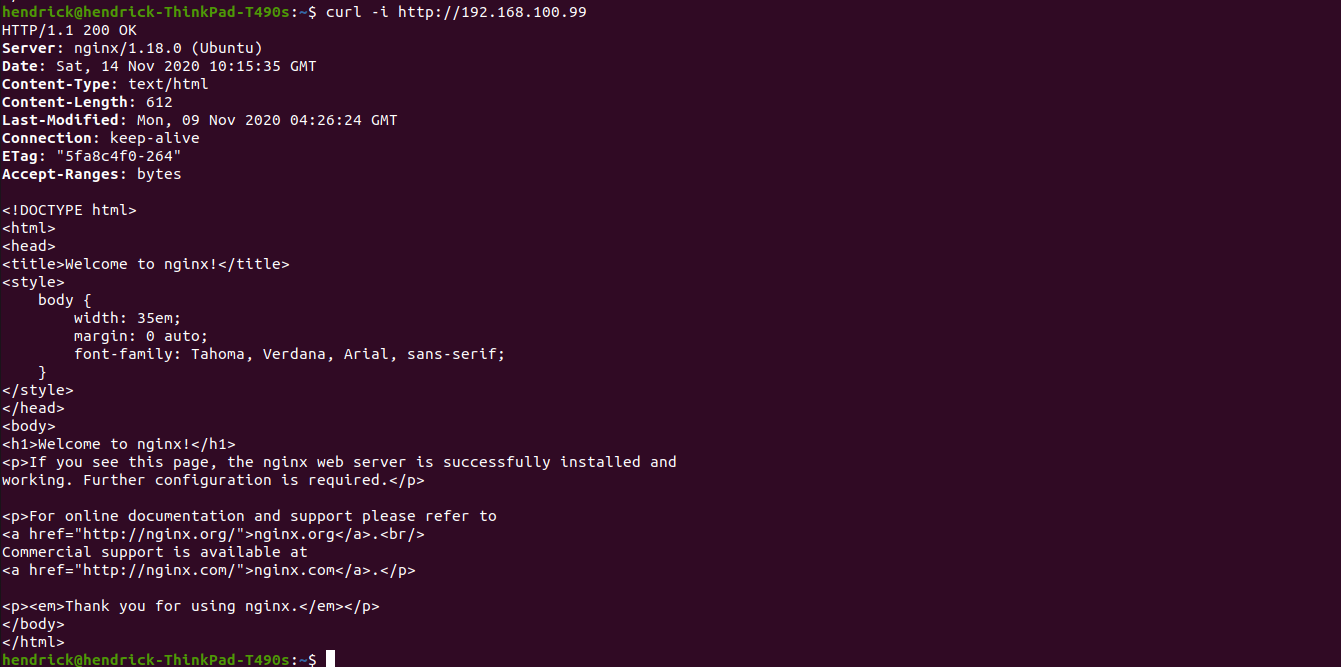 hendrick@hendrick-ThinkPad-T490s:~$ curl -i http://192.168.100.99
HTTP/1.1 200 OK
Server: nginx/1.18.0 (Ubuntu)
Date: Sat, 14 Nov 2020 10:15:35 GMT
Content-Type: text/html
Content-Length: 612
Last-Modified: Mon, 09 Nov 2020 04:26:24 GMT
Connection: keep-alive
ETag: "5fa8c4f0-264"
Accept-Ranges: bytes

<!DOCTYPE html>
<html>
<head>
<title>Welcome to nginx!</title>
<style>
    body {
        width: 35em;
        margin: 0 auto;
        font-family: Tahoma, Verdana, Arial, sans-serif;
    }
</style>
</head>
<body>
<h1>Welcome to nginx!</h1>
<p>If you see this page, the nginx web server is successfully installed and
working. Further configuration is required.</p>

<p>For online documentation and support please refer to
<a href="http://nginx.org/">nginx.org</a>.<br/>
Commercial support is available at
<a href="http://nginx.com/">nginx.com</a>.</p>

<p><em>Thank you for using nginx.</em></p>
</body>
</html>
hendrick@hendrick-ThinkPad-T490s:~$